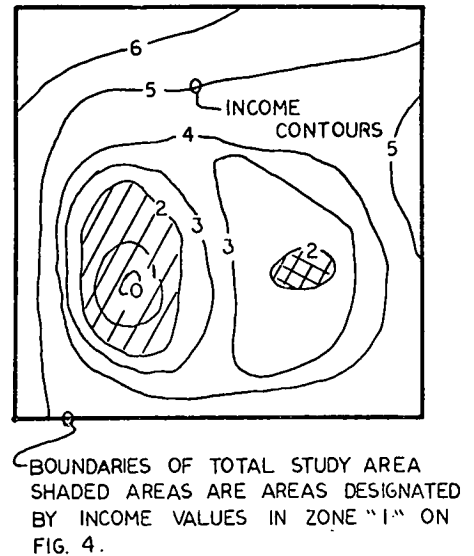 6
5
INCOME
CONTOURS
4
5
2
3
3
2
1
0
BOUNDARIES OF TOTAL STUDY AREA
SHADED AREAS ARE AREAS DESIGNATED
BY INCOME VALUES IN ZONE "I" ON
FIG. 4.